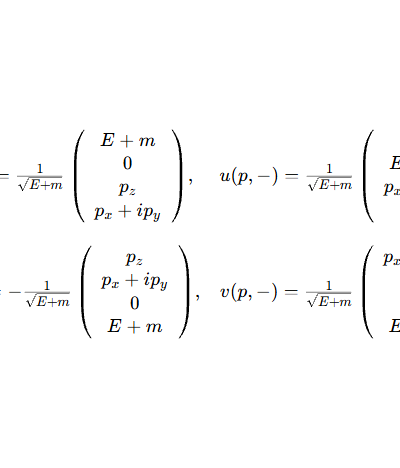 = 1/√(E+m) ( E + m
0
p_z
p_x + ip_y ), u(p, −) = 1/√(E+m) ( E
p_x
− 1/√(E+m) ( p_z
p_x + ip_y
0
E + m ), v(p, −) = 1/√(E+m) ( p_x
E